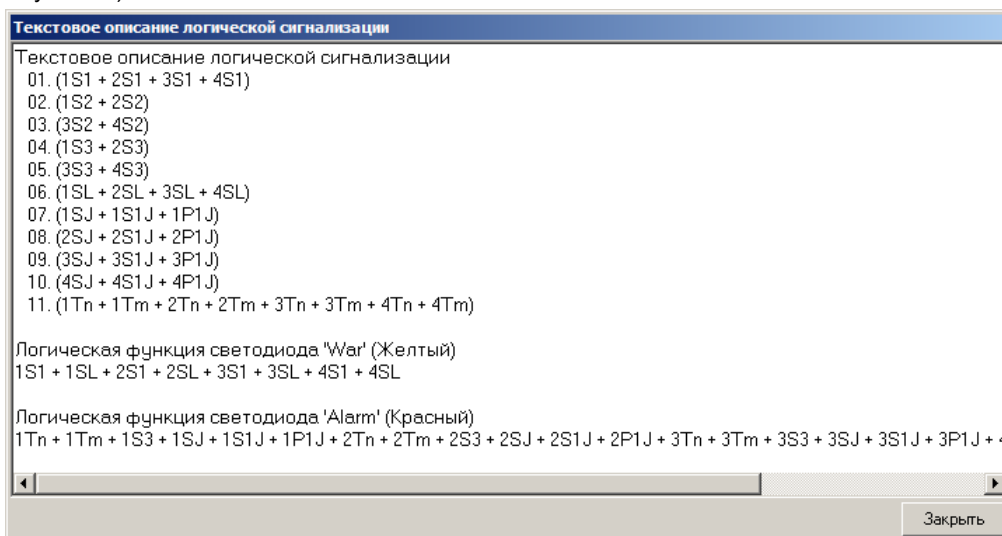 Текстовое описание логической сигнализации
Текстовое описание логической сигнализации
01. (1S1 + 2S1 + 3S1 + 4S1)
02. (1S2 + 2S2)
03. (3S2 + 4S2)
04. (1S3 + 2S3)
05. (3S3 + 4S3)
06. (1SL + 2SL + 3SL + 4SL)
07. (1SJ + 1S1J + 1P1J)
08. (2SJ + 2S1J + 2P1J)
09. (3SJ + 3S1J + 3P1J)
10. (4SJ + 4S1J + 4P1J)
11. (1Tn + 1Tm + 2Tn + 2Tm + 3Tn + 3Tm + 4Tn + 4Tm)
Логическая функция светодиода 'War' (Желтый)
1S1 + 1SL + 2S1 + 2SL + 3S1 + 3SL + 4S1 + 4SL
Логическая функция светодиода 'Alarm' (Красный)
1Tn + 1Tm + 1S3 + 1SJ + 1S1J + 1P1J + 2Tn + 2Tm + 2S3 + 2SJ + 2S1J + 2P1J + 3Tn + 3Tm + 3S3 + 3SJ + 3S1J + 3P1J +
Закрыть